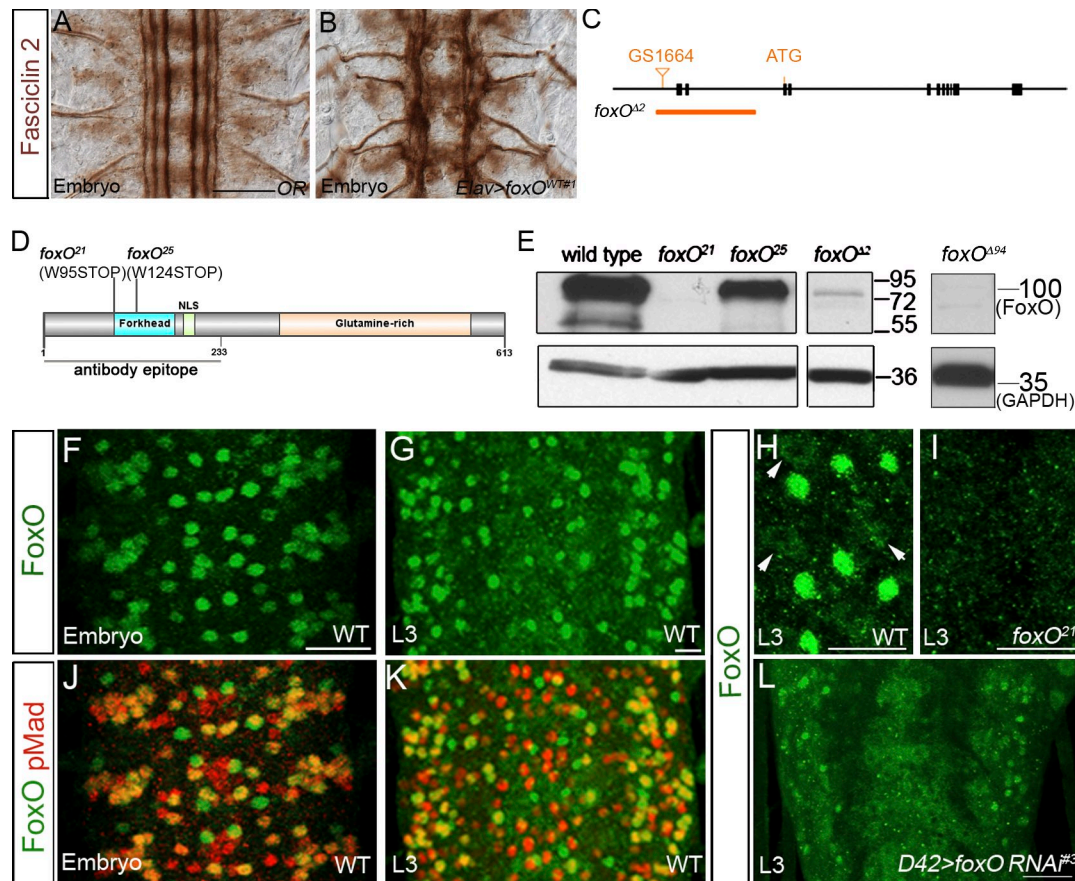 Fasciclin 2
A
Embryo
OR
B
Embryo
Elav>foxO^WT#1
C
GS1664
ATG
foxO^Δ2
D
foxO^21
foxO^25
(W95STOP)(W124STOP)
NLS
Forkhead
Glutamine-rich
1
233
613
antibody epitope
E
wild type
foxO^21
foxO^25
foxO^Δ2
foxO^Δ94
95
72
55
100
(FoxO)
36
35
(GAPDH)
FoxO
F
Embryo
WT
G
L3
WT
FoxO
H
L3
WT
I
L3
foxO^21
FoxO pMad
J
Embryo
WT
K
L3
WT
L
L3
D42>foxO RNAi^#3